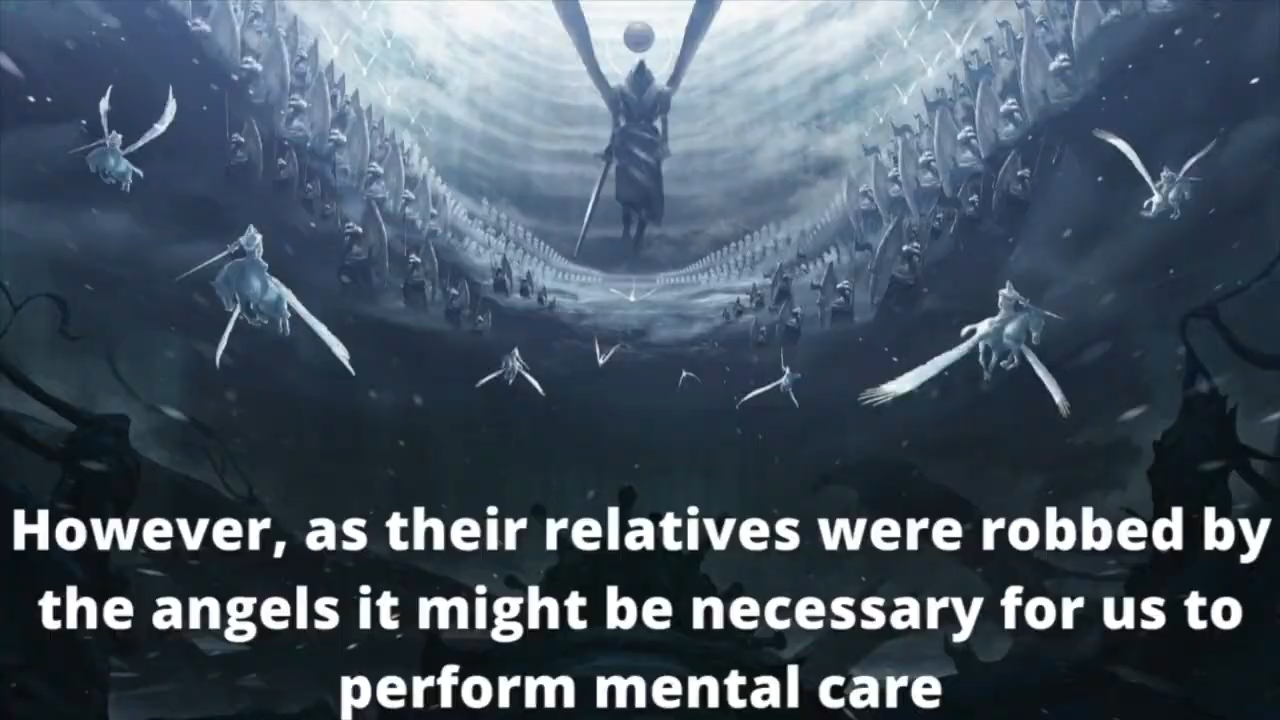 However, as their relatives were robbed by
the angels it might be necessary for us to
perform mental care